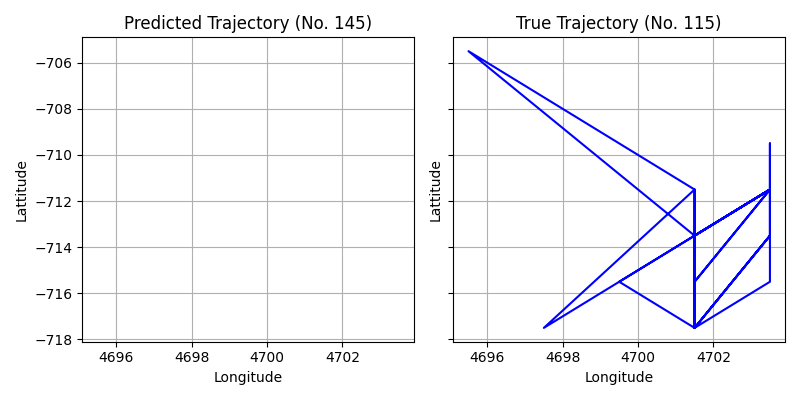 Predicted Trajectory (No. 145)
True Trajectory (No. 115)
Lattitude
−706
−708
−710
−712
−714
−716
−718
4696
4698
4700
4702
Longitude
Lattitude
4696
4698
4700
4702
Longitude